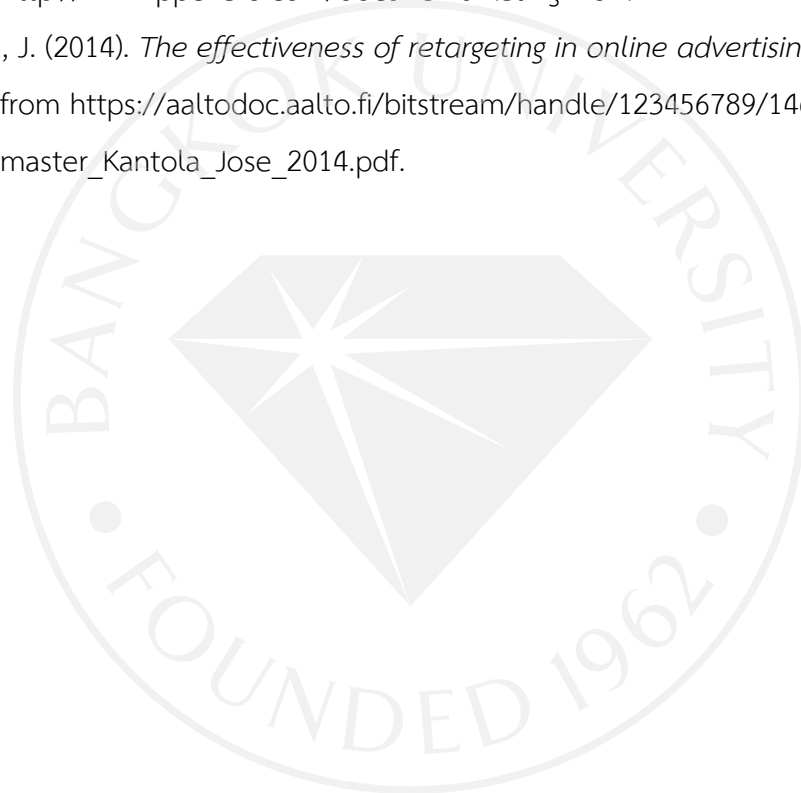 , J. (2014). The effectiveness of retargeting in online advertisin
from https://aaltodoc.aalto.fi/bitstream/handle/123456789/14
master_Kantola_Jose_2014.pdf.
BANGKOK UNIVERSITY
• FOUNDED 1962 •